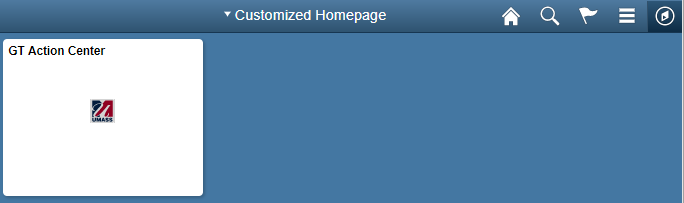 Customized Homepage
GT Action Center
UMASS